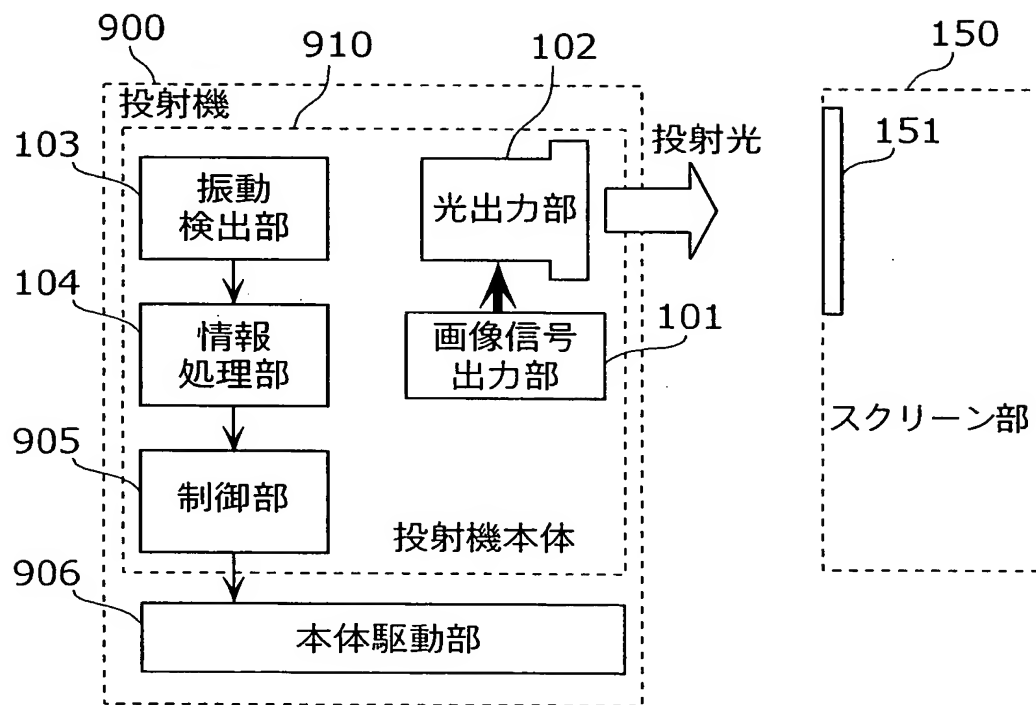 900
910
102
150
投射機
103
振動
検出部
光出力部
投射光
151
104
情報
処理部
画像信号
出力部
101
905
制御部
投射機本体
スクリーン部
906
本体駆動部